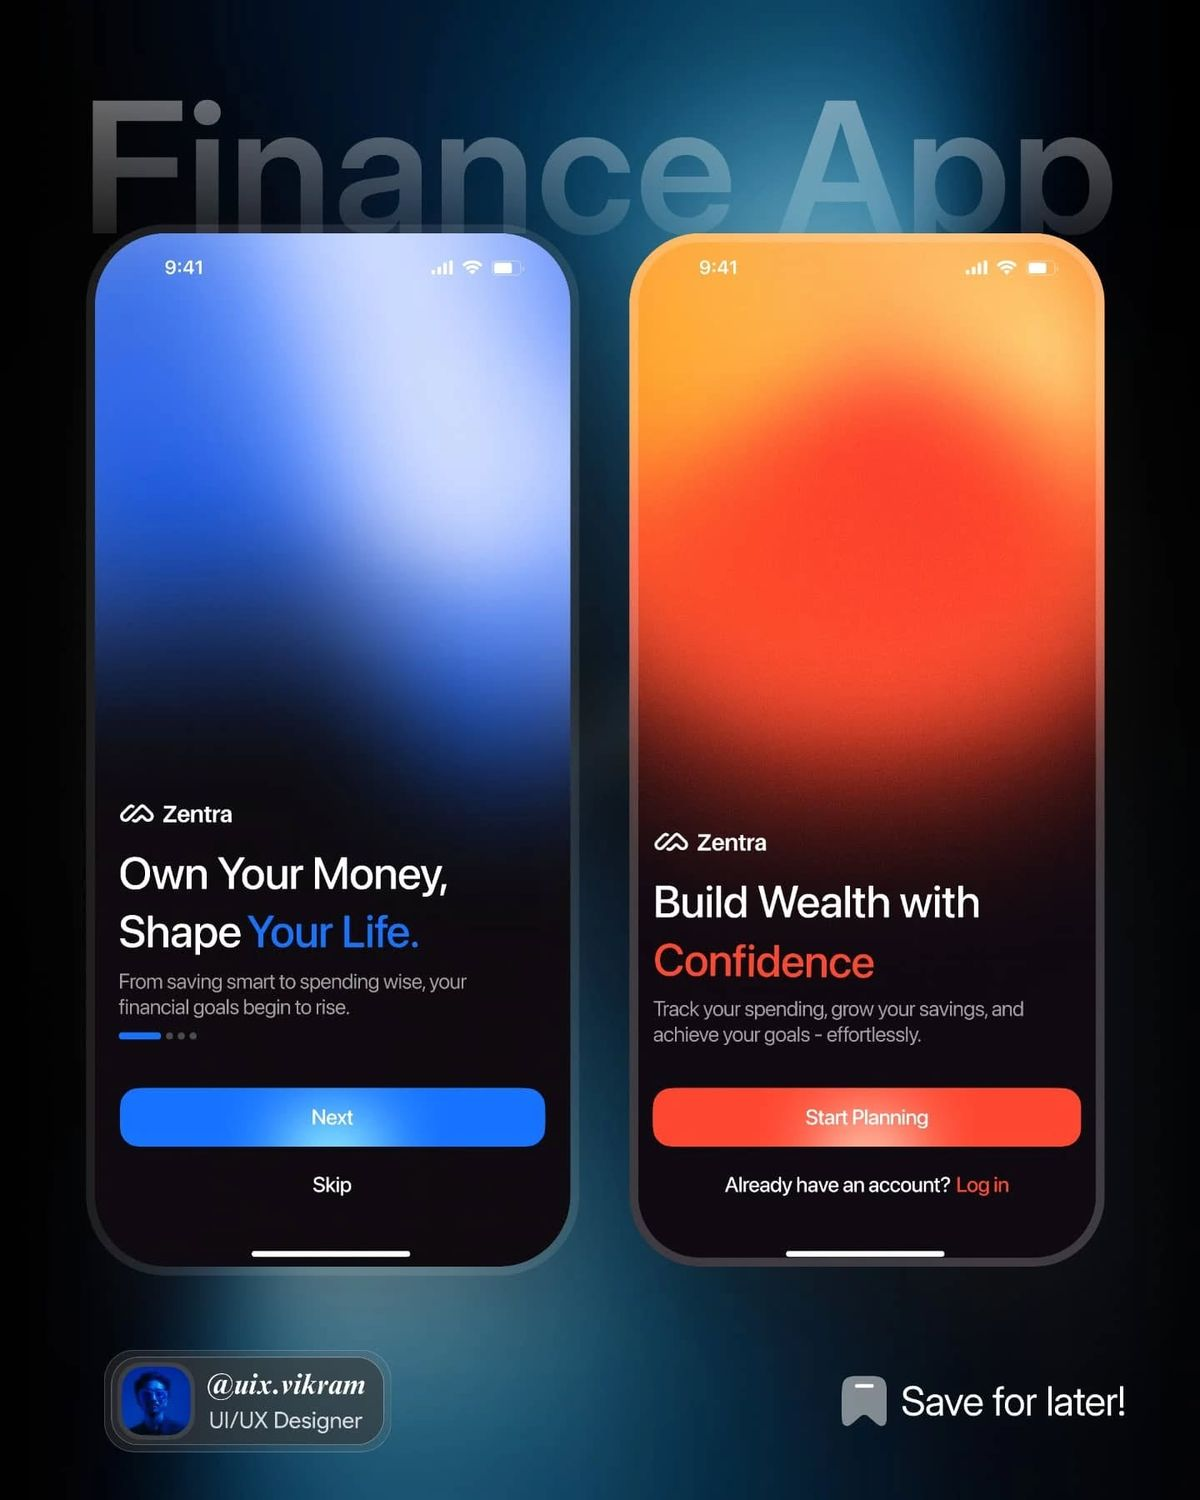 Finance App
9:41
Zentra
Own Your Money,
Shape Your Life.
From saving smart to spending wise, your
financial goals begin to rise.
Next
Skip
9:41
Zentra
Build Wealth with
Confidence
Track your spending, grow your savings, and
achieve your goals - effortlessly.
Start Planning
Already have an account? Log in
@uix.vikram
UI/UX Designer
Save for later!